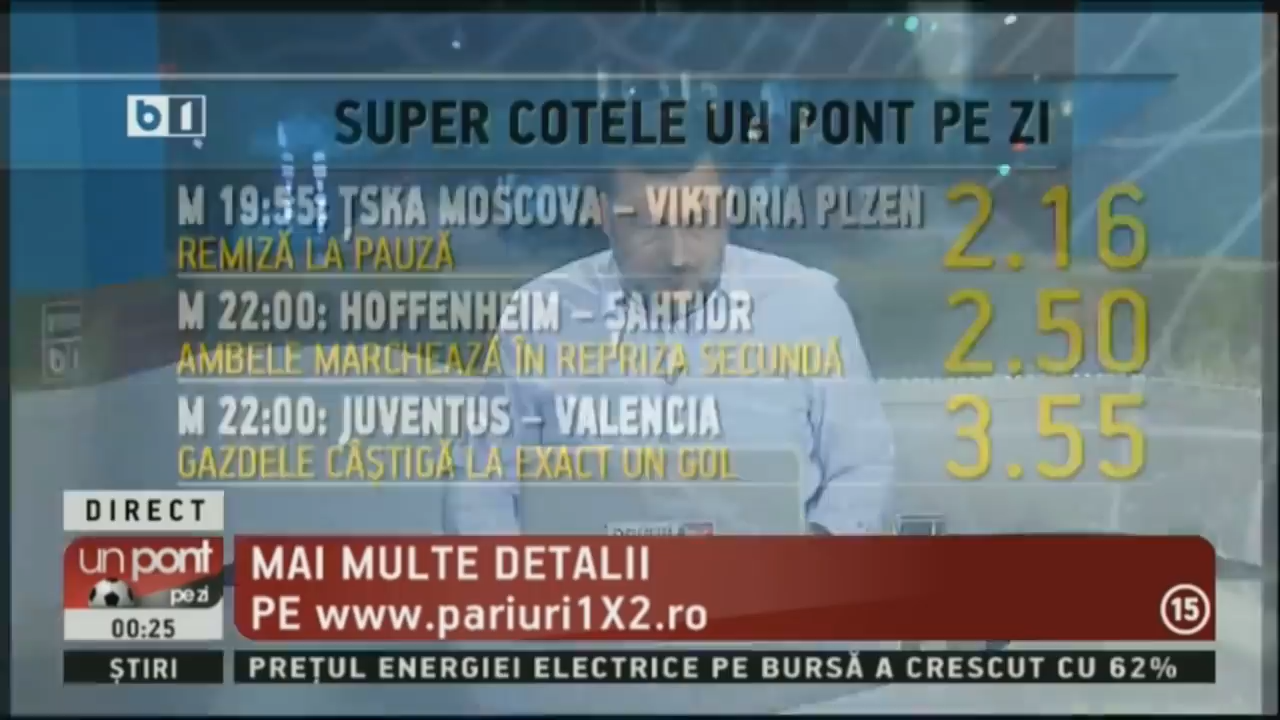 b1
SUPER COTELE UN PONT PE ZI
M 19:55: ȚSKA MOSCOVA – VIKTORIA PLZEN 2.16
REMIZĂ LA PAUZĂ
M 22:00: HOFFENHEIM – ȘAHTIOR 2.50
AMBELE MARCHEAZĂ ÎN REPRIZA SECUNDĂ
M 22:00: JUVENTUS – VALENCIA 3.55
GAZDELE CÂȘTIGĂ LA EXACT UN GOL
b1
DIRECT
un pont
pe zi
00:25
MAI MULTE DETALII
PE www.pariuri1X2.ro
15
ȘTIRI
PREȚUL ENERGIEI ELECTRICE PE BURSĂ A CRESCUT CU 62%